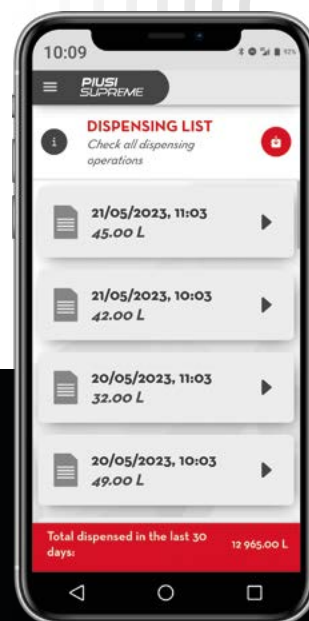 10:09
92%
PIUSI
SUPREME
DISPENSING LIST
Check all dispensing
operations
21/05/2023, 11:03
45.00 L
21/05/2023, 10:03
42.00 L
20/05/2023, 11:03
32.00 L
20/05/2023, 10:03
49.00 L
Total dispensed in the last 30
days:
12 965.00 L